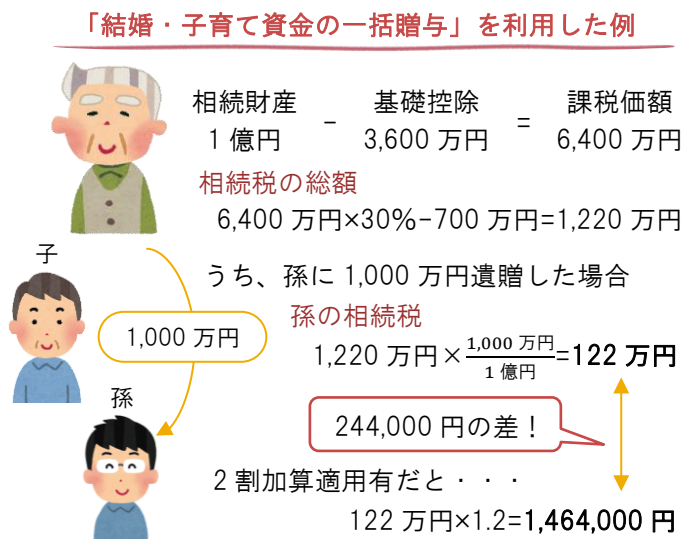 「結婚・子育て資金の一括贈与」を利用した例
相続財産 基礎控除 課税価額
1億円 － 3,600万円 ＝ 6,400万円
相続税の総額
6,400万円×30％－700万円=1,220万円
子
うち、孫に1,000万円遺贈した場合
1,000万円
孫の相続税
1,220万円×1,000万円/1億円=122万円
孫
244,000円の差！
2割加算適用有だと・・・
122万円×1.2=1,464,000円